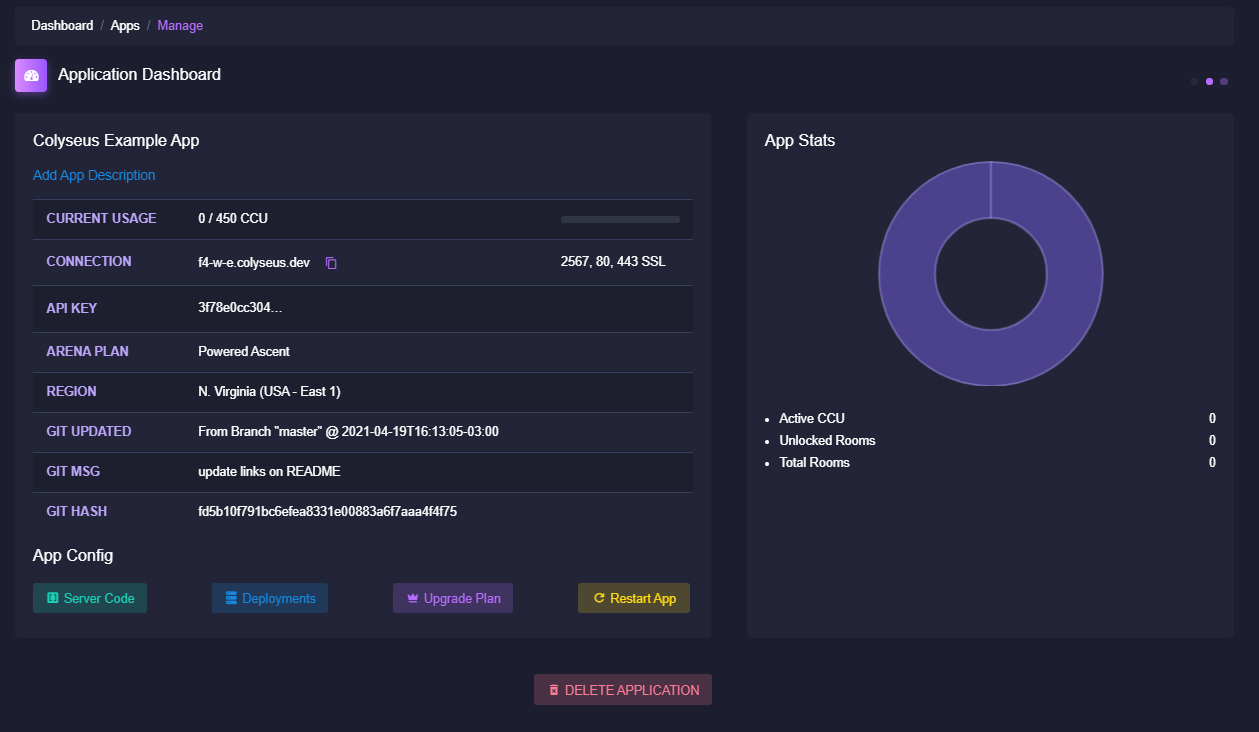 Dashboard / Apps / Manage
Application Dashboard
Colyseus Example App
Add App Description
CURRENT USAGE 0 / 450 CCU
CONNECTION f4-w-e.colyseus.dev 2567, 80, 443 SSL
API KEY 3f78e0cc304...
ARENA PLAN Powered Ascent
REGION N. Virginia (USA - East 1)
GIT UPDATED From Branch "master" @ 2021-04-19T16:13:05-03:00
GIT MSG update links on README
GIT HASH fd5b10f791bc6efea8331e00883a6f7aaa4f4f75
App Config
Server Code Deployments Upgrade Plan Restart App
App Stats
• Active CCU 0
• Unlocked Rooms 0
• Total Rooms 0
DELETE APPLICATION